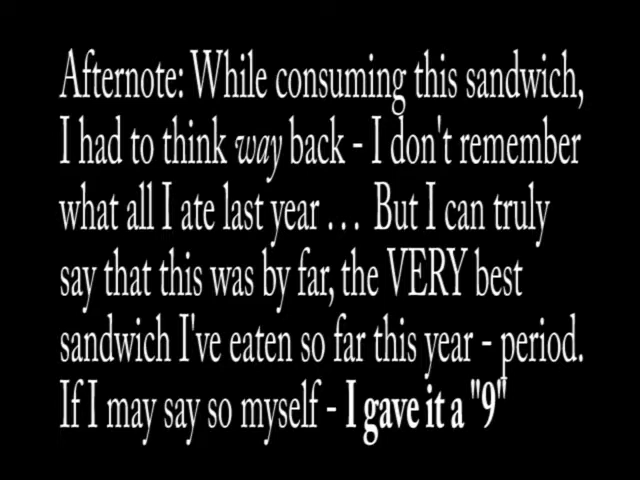 Afternote: While consuming this sandwich,
I had to think way back - I don't remember
what all I ate last year ... But I can truly
say that this was by far, the VERY best
sandwich I've eaten so far this year - period.
If I may say so myself - I gave it a "9"